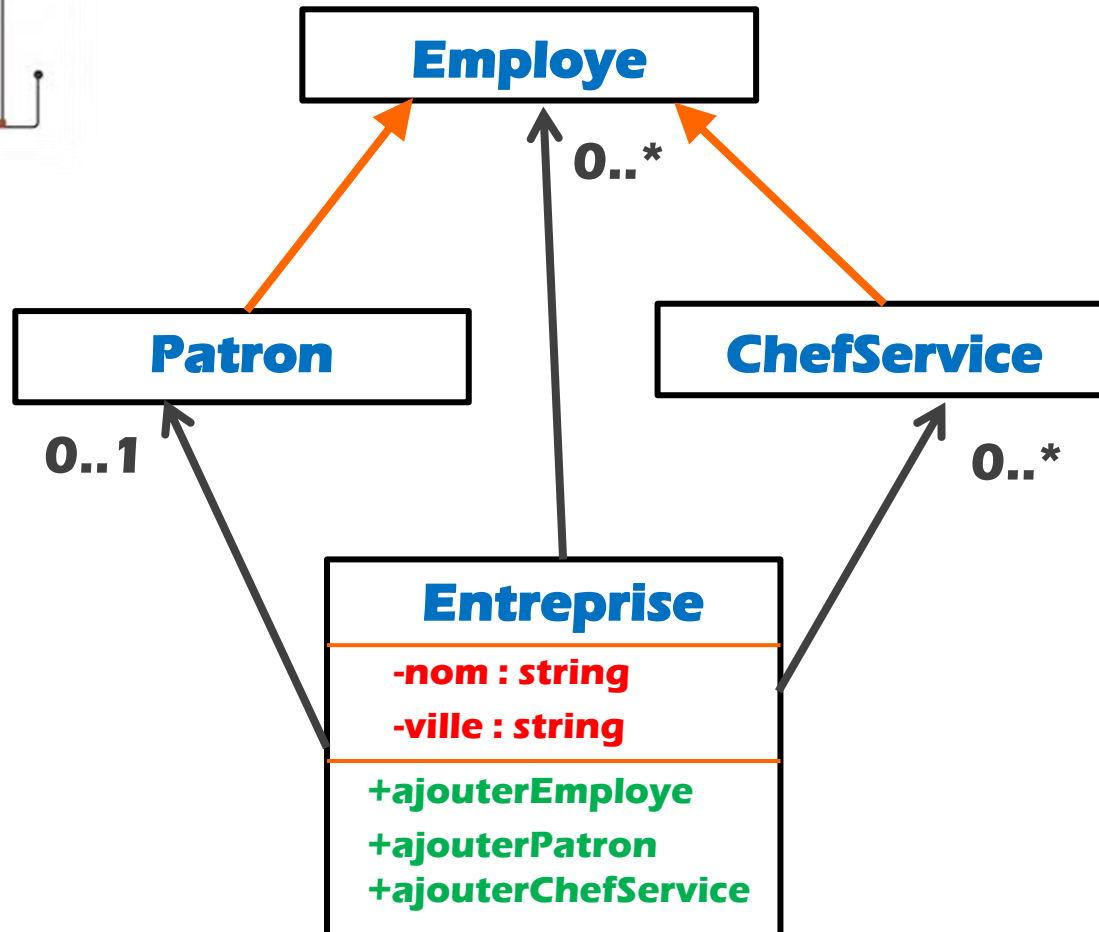 Employe
0..*
Patron
ChefService
0..1
0..*
Entreprise
-nom : string
-ville : string
+ajouterEmploye
+ajouterPatron
+ajouterChefService